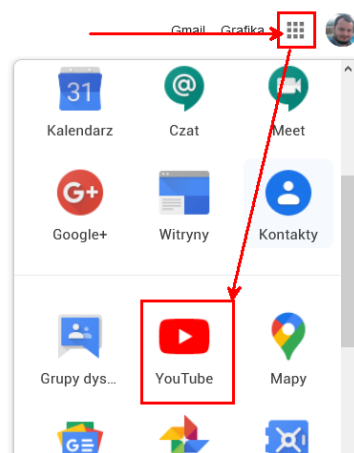 Gmail Grafika
31
Kalendarz Czat Meet
G+
Google+ Witryny Kontakty
Grupy dys... YouTube Mapy
G